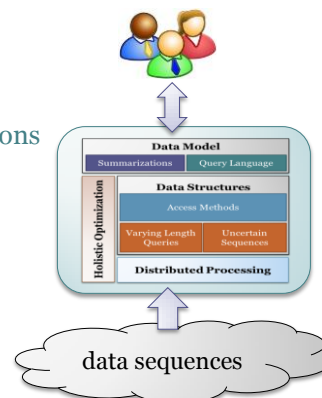 ons
Data Model
Summarizations Query Language
Holistic Optimization
Data Structures
Access Methods
Varying Length Uncertain
Queries Sequences
Distributed Processing
data sequences